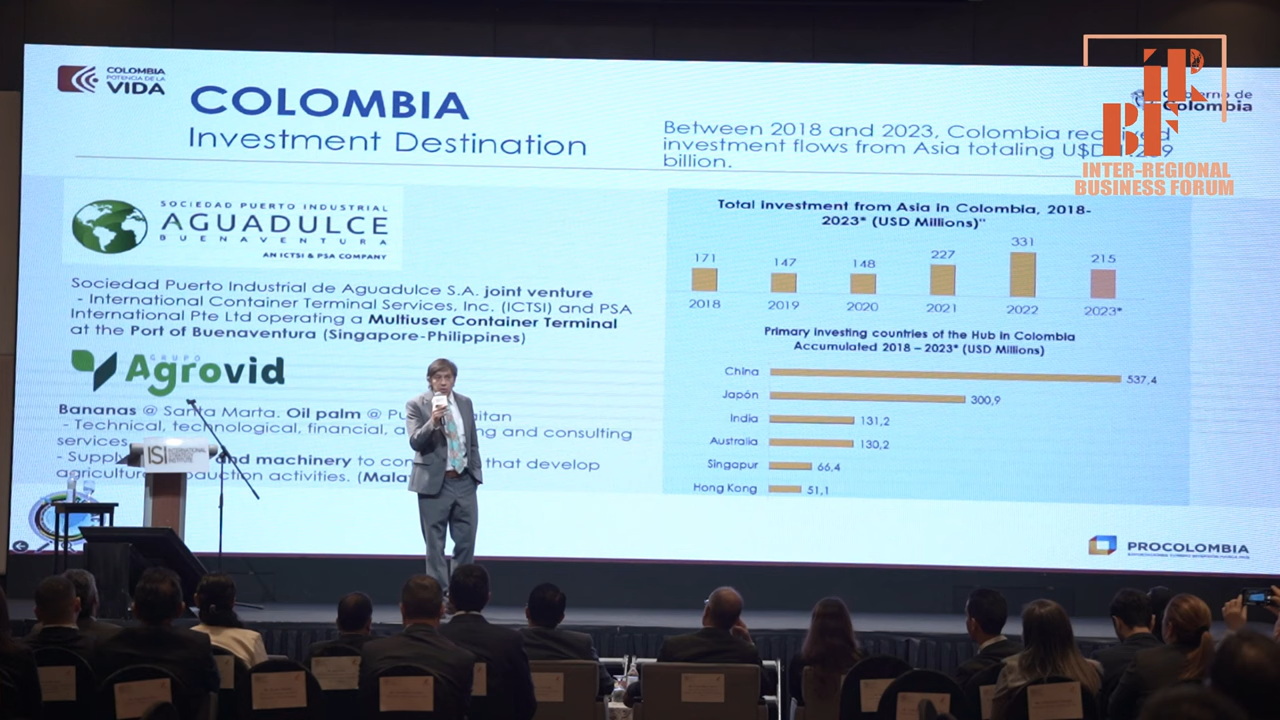 COLOMBIA
POTENCIA DE LA
VIDA
COLOMBIA
Investment Destination
Between 2018 and 2023, Colombia
investment flows from Asia totaling
billion.
Colombia
INTER-REGIONAL
BUSINESS FORUM
SOCIEDAD PUERTO INDUSTRIAL
AGUADULCE
BUENAVENTURA
AN ICTSI & PSA COMPANY
Sociedad Puerto Industrial de Aguadulce S.A. joint venture
- International Container Terminal Services, Inc. (ICTSI) and PSA
International Pte Ltd operating a Multiuser Container Terminal
at the Port of Buenaventura (Singapore-Philippines)
GRUPO
Agrovid
Bananas @ Santa Marta. Oil palm @
- Technical, technological, financial, and consulting
services
- and machinery to that develop
activities.
ISI
Total investment from Asia in Colombia, 2018-
2023* (USD Millions)"
171 147 148 227 331 215
2018 2019 2020 2021 2022 2023*
Primary investing countries of the Hub in Colombia
Accumulated 2018 – 2023* (USD Millions)
China 537,4
Japón 300,9
India 131,2
Australia 130,2
Singapur 66,4
Hong Kong 51,1
PROCOLOMBIA